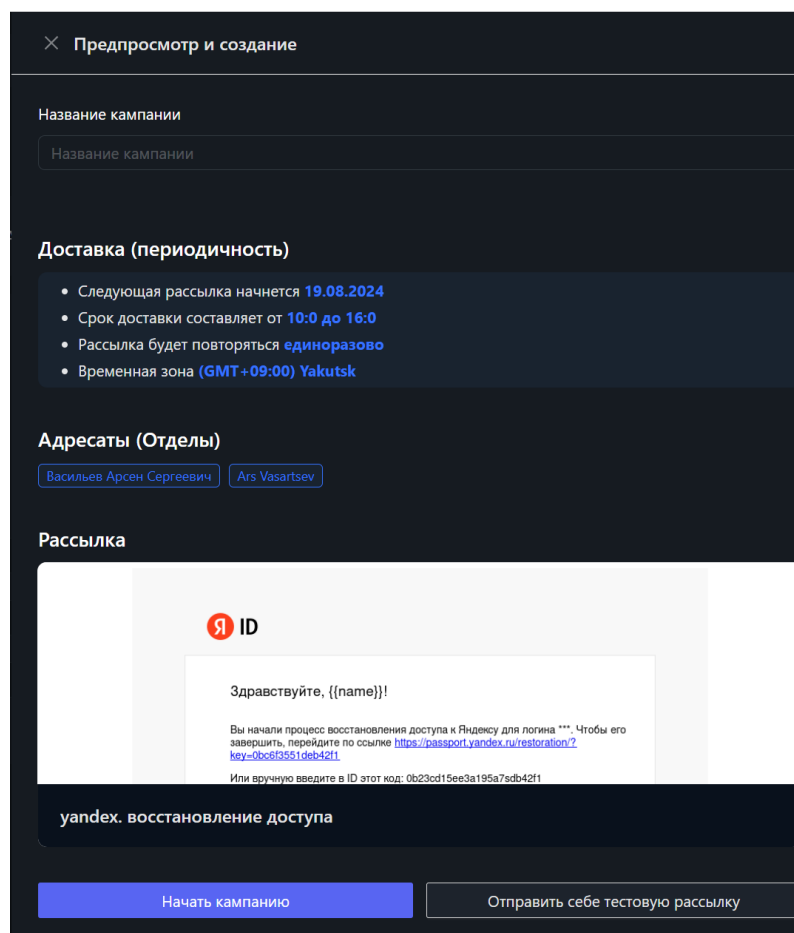 Предпросмотр и создание
Название кампании
Название кампании
Доставка (периодичность)
Следующая рассылка начнется 19.08.2024
Срок доставки составляет от 10:0 до 16:0
Рассылка будет повторяться единоразово
Временная зона (GMT+09:00) Yakutsk
Адресаты (Отделы)
Васильев Арсен Сергеевич Ars Vasartsev
Рассылка
Я ID
Здравствуйте, {{name}}!
Вы начали процесс восстановления доступа к Яндексу для логина ***. Чтобы его
завершить, перейдите по ссылке https://passport.yandex.ru/restoration/?
key=0bc6f3551deb42f1
Или вручную введите в ID этот код: 0b23cd15ee3a195a7sdb42f1
yandex. восстановление доступа
Начать кампанию Отправить себе тестовую рассылку